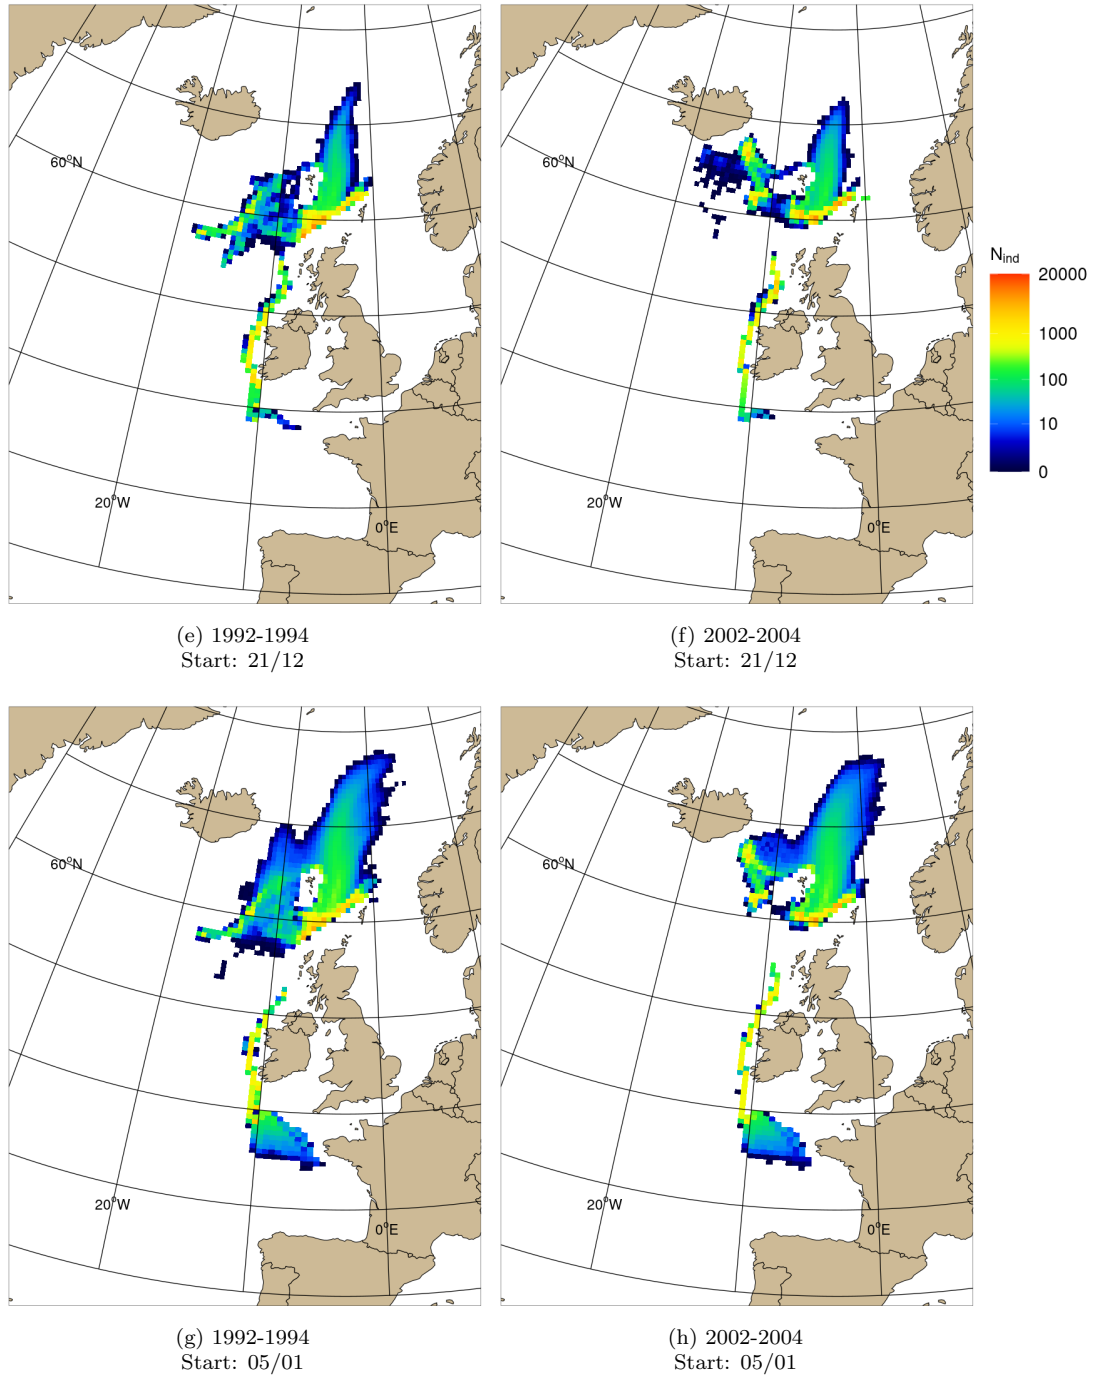 60°N
20°W
0°E
60°N
20°W
0°E
N_ind
20000
1000
100
10
0
(e) 1992-1994
Start: 21/12
(f) 2002-2004
Start: 21/12
60°N
20°W
0°E
60°N
20°W
0°E
(g) 1992-1994
Start: 05/01
(h) 2002-2004
Start: 05/01